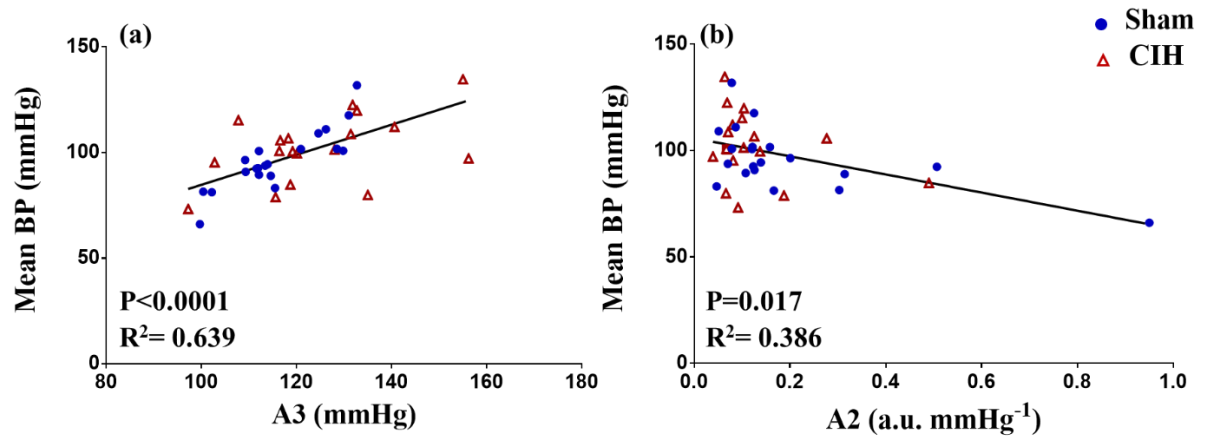 (a)
Mean BP (mmHg)
150
100
50
0
P<0.0001
R²= 0.639
80 100 120 140 160 180
A3 (mmHg)
(b)
Sham
CIH
Mean BP (mmHg)
150
100
50
0
P=0.017
R²= 0.386
0.0 0.2 0.4 0.6 0.8 1.0
A2 (a.u. mmHg⁻¹)